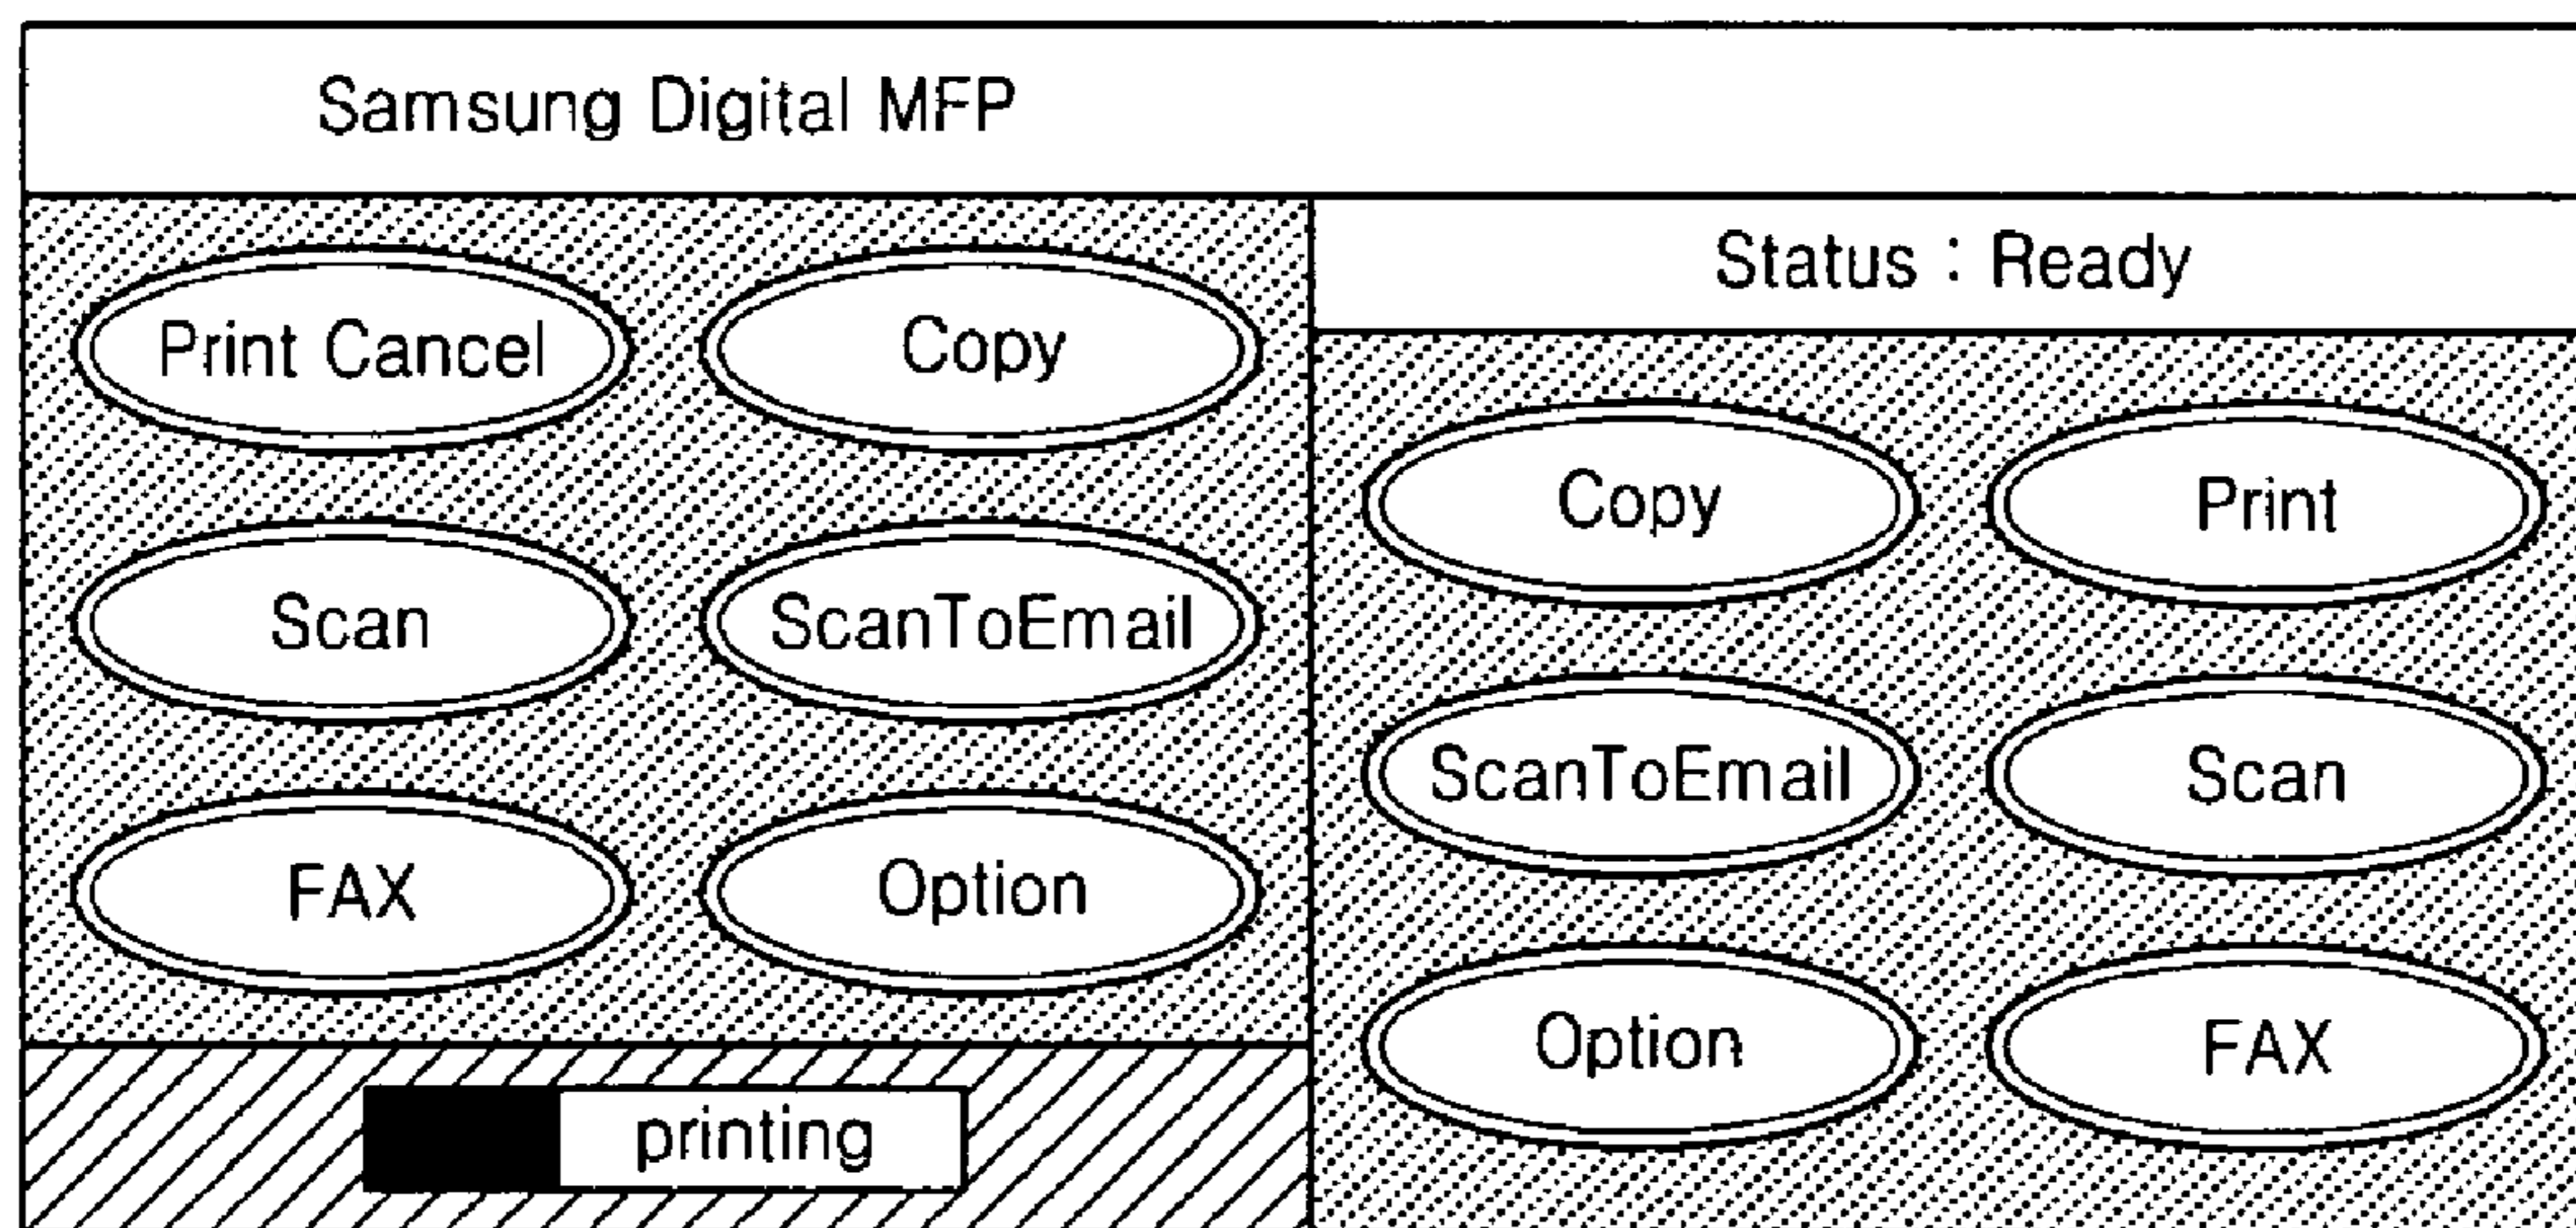 Samsung Digital MFP
Print Cancel
Copy
Scan
ScanToEmail
FAX
Option
printing
Status : Ready
Copy
Print
ScanToEmail
Scan
Option
FAX